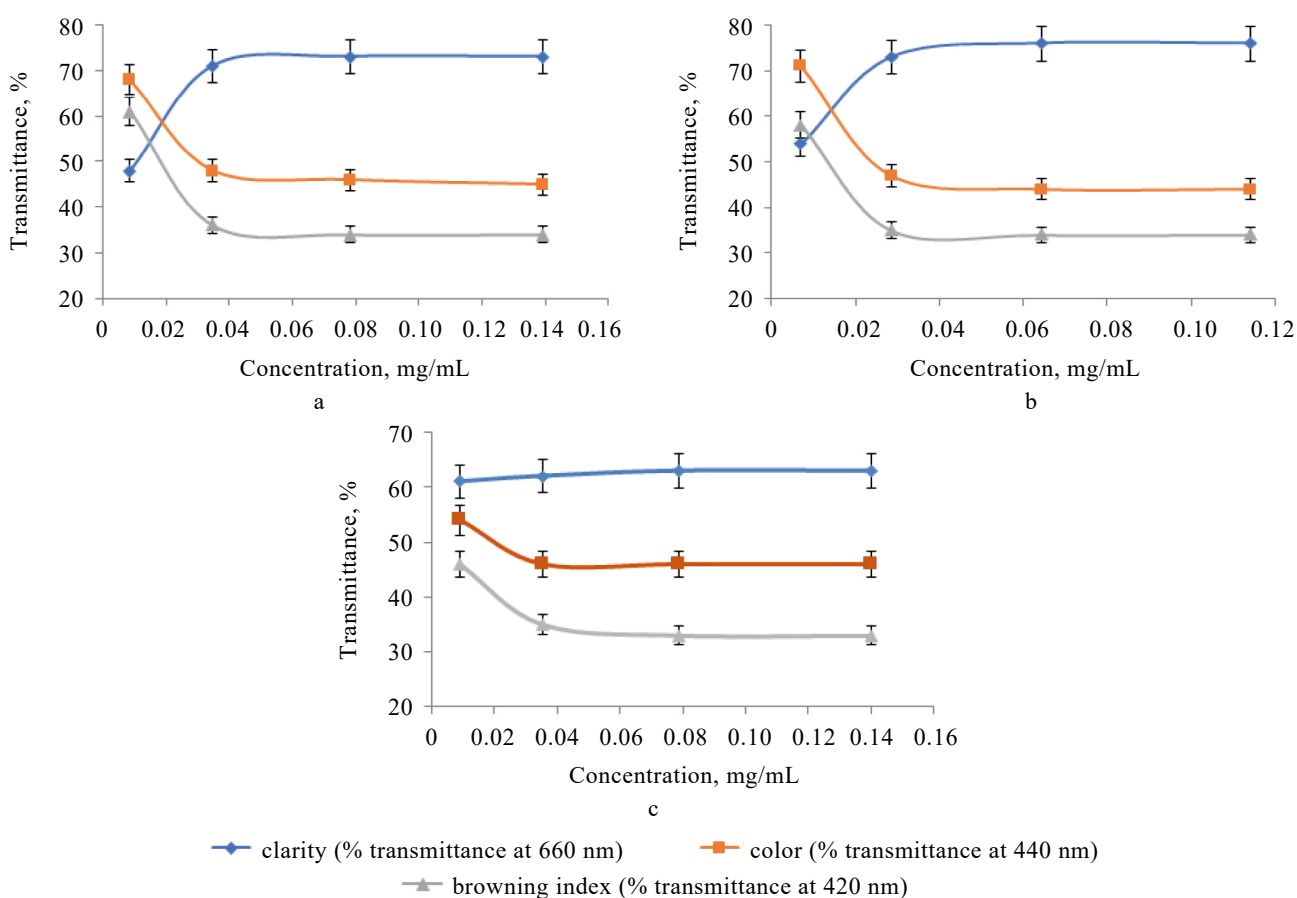 Transmittance, %
80
70
60
50
40
30
20
0 0.02 0.04 0.06 0.08 0.10 0.12 0.14 0.16
Concentration, mg/mL
a
Transmittance, %
80
70
60
50
40
30
20
0 0.02 0.04 0.06 0.08 0.10 0.12
Concentration, mg/mL
b
Transmittance, %
70
60
50
40
30
20
0 0.02 0.04 0.06 0.08 0.10 0.12 0.14 0.16
Concentration, mg/mL
c
clarity (% transmittance at 660 nm) color (% transmittance at 440 nm)
browning index (% transmittance at 420 nm)